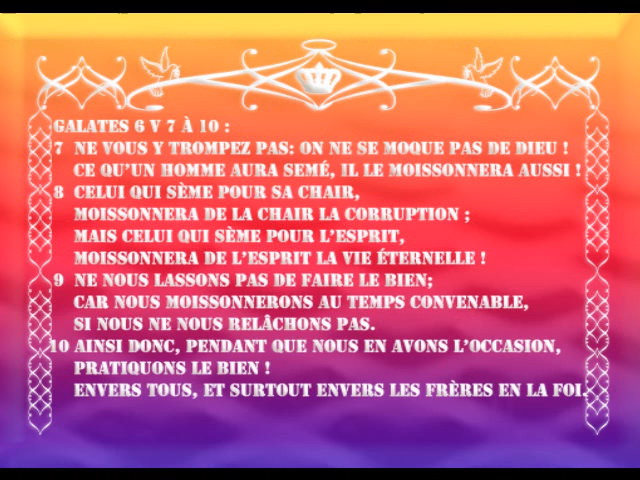 GALATES 6 V 7 À 10 :
7 NE VOUS Y TROMPEZ PAS: ON NE SE MOQUE PAS DE DIEU !
CE QU'UN HOMME AURA SEMÉ, IL LE MOISSONNERA AUSSI !
8 CELUI QUI SÈME POUR SA CHAIR,
MOISSONNERA DE LA CHAIR LA CORRUPTION ;
MAIS CELUI QUI SÈME POUR L'ESPRIT,
MOISSONNERA DE L'ESPRIT LA VIE ÉTERNELLE !
9 NE NOUS LASSONS PAS DE FAIRE LE BIEN;
CAR NOUS MOISSONNERONS AU TEMPS CONVENABLE,
SI NOUS NE NOUS RELÂCHONS PAS.
10 AINSI DONC, PENDANT QUE NOUS EN AVONS L'OCCASION,
PRATIQUONS LE BIEN !
ENVERS TOUS, ET SURTOUT ENVERS LES FRÈRES EN LA FOI.